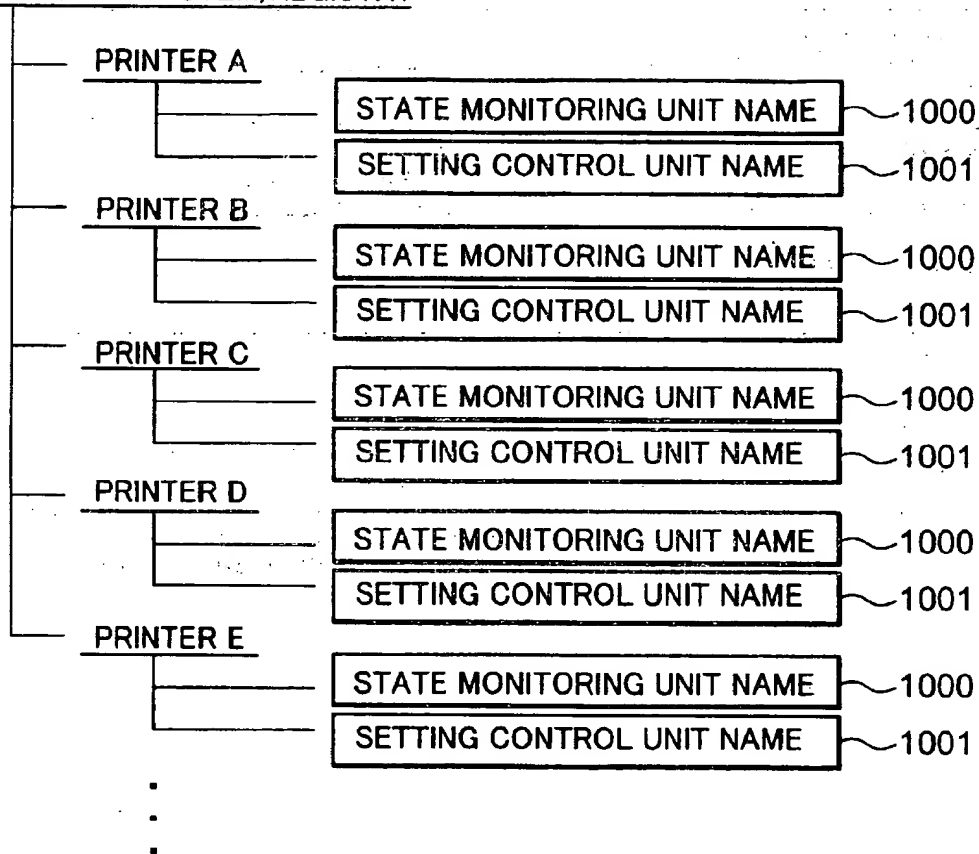 PRINTER A
STATE MONITORING UNIT NAME 1000
SETTING CONTROL UNIT NAME 1001
PRINTER B
STATE MONITORING UNIT NAME 1000
SETTING CONTROL UNIT NAME 1001
PRINTER C
STATE MONITORING UNIT NAME 1000
SETTING CONTROL UNIT NAME 1001
PRINTER D
STATE MONITORING UNIT NAME 1000
SETTING CONTROL UNIT NAME 1001
PRINTER E
STATE MONITORING UNIT NAME 1000
SETTING CONTROL UNIT NAME 1001